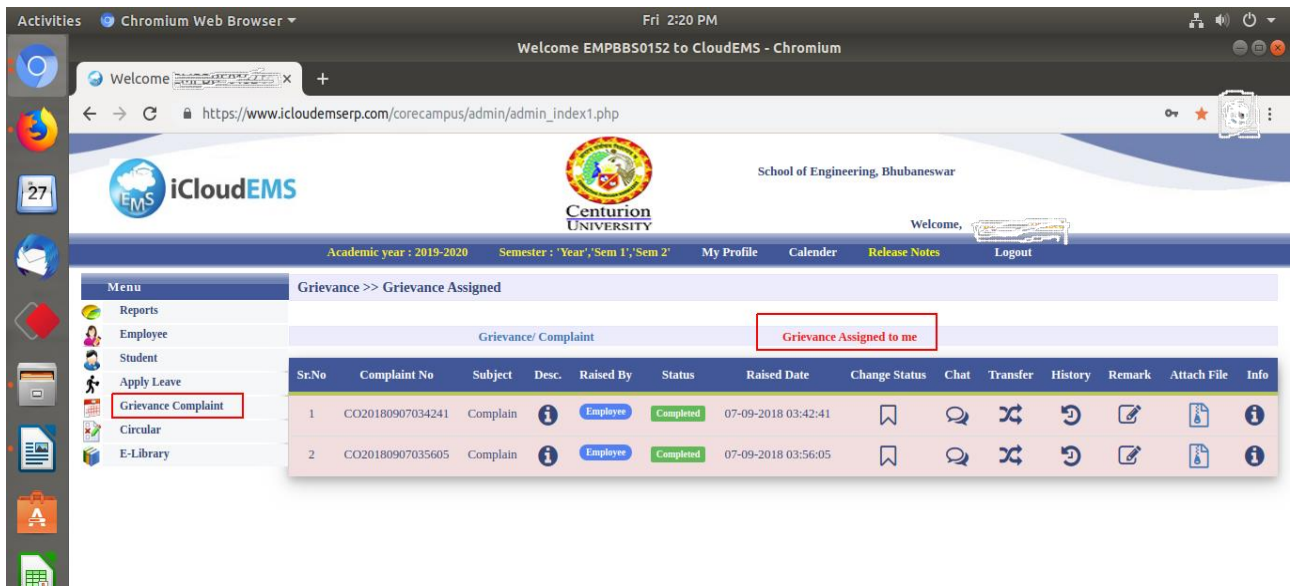 Activities Chromium Web Browser Fri 2:20 PM
Welcome EMPBBS0152 to CloudEMS - Chromium
Welcome
https://www.icloudemserp.com/corecampus/admin/admin_index1.php
27
EMS iCloudEMS
Centurion
UNIVERSITY
School of Engineering, Bhubaneswar
Welcome,
Academic year : 2019-2020 Semester : 'Year','Sem 1','Sem 2' My Profile Calender Release Notes Logout
Menu
Reports
Employee
Student
Apply Leave
Grievance Complaint
Circular
E-Library
Grievance >> Grievance Assigned
Grievance/ Complaint Grievance Assigned to me
Sr.No Complaint No Subject Desc. Raised By Status Raised Date Change Status Chat Transfer History Remark Attach File Info
1 CO20180907034241 Complain Employee Completed 07-09-2018 03:42:41
2 CO20180907035605 Complain Employee Completed 07-09-2018 03:56:05